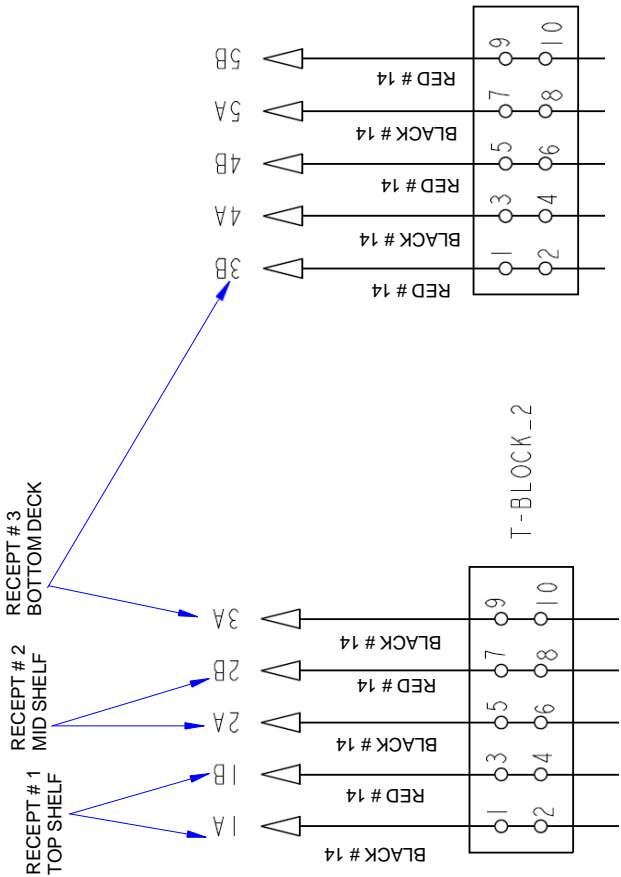 RECEPT # 1
TOP SHELF
RECEPT # 2
MID SHELF
RECEPT # 3
BOTTOM DECK
1A
1B
2A
2B
3A
3B
4A
4B
5A
5B
BLACK # 14
RED # 14
BLACK # 14
RED # 14
BLACK # 14
RED # 14
BLACK # 14
RED # 14
BLACK # 14
RED # 14
1
3
5
7
9
2
4
6
8
10
T-BLOCK_2
1
3
5
7
9
2
4
6
8
10